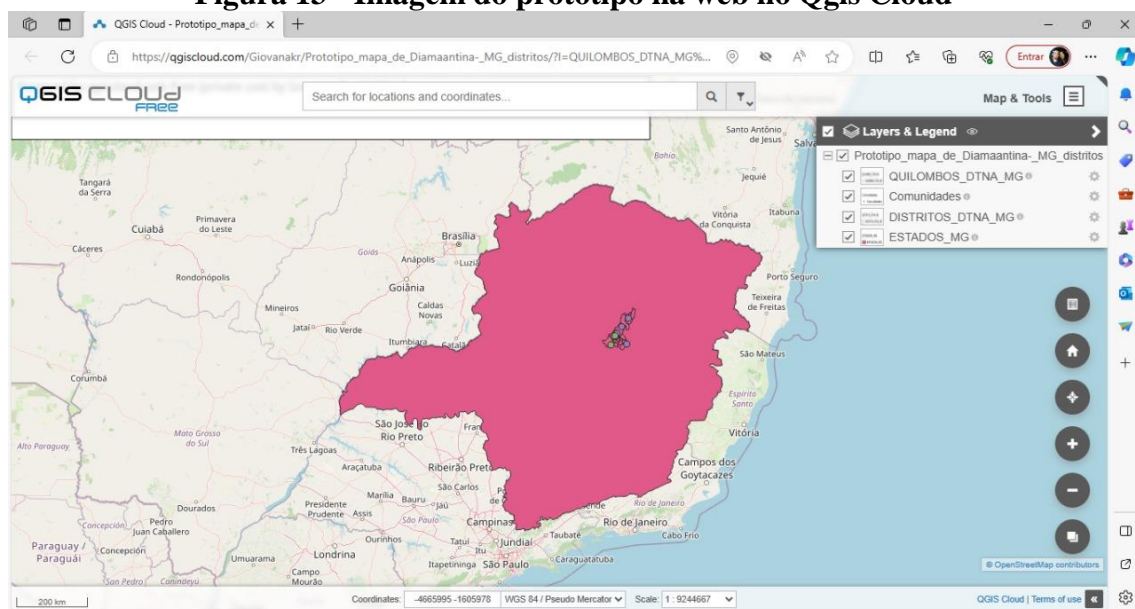 Figura 15 - Imagem do protótipo na web no Qgis Cloud
QGIS Cloud - Prototipo_mapa_d
https://qgiscloud.com/Giovanakr/Prototipo_mapa_de_Diamaantina-_MG_distritos/?l=QUILOMBOS_DTNA_MG%...
Entrar
QGIS CLOUD
FREE
Search for locations and coordinates...
Map & Tools
Layers & Legend
Prototipo_mapa_de_Diamaantina-_MG_distritos
QUILOMBOS_DTNA_MG
Comunidades
DISTRITOS_DTNA_MG
ESTADOS_MG
Santo Antônio
de Jesus
Salva
Bahia
Jequié
Tangará
da Serra
Vitória
da Conquista
Itabuna
Primavera
do Leste
Cuiabá
Brasília
Cáceres
Goiás
Anápolis
Luziâ
Porto Seguro
Rondonópolis
Goiânia
Teixeira
de Freitas
Mineiros
Caldas
Novas
Jataí
Rio Verde
Itumbiara
Catalã
São Mateus
Corumbá
Espírito
Santo
São José do
Rio Preto
Fran
Vitória
Mato Grosso
do Sul
Alto Paraguay
Três Lagoas
Araçatuba
Ribeirão Preto
Campos dos
Goytacazes
São Carlos
Marília
Bauru
Jaú
Presidente
Prudente
Assis
Dourados
São Paulo
Campinas
Rio de Janeiro
Rio de Janeiro
Concepción
Pedro
Juan Caballero
Ourinhos
Taubaté
Cabo Frio
Tatuí
Jundiaí
Itu
Paraguay /
Paraguái
Concepción
Umuarama
Londrina
Itapetininga
São Paulo
Caraguatatuba
Campo
Mourão
San Pedro
Canindeyú
© OpenStreetMap contributors
200 km
Coordinates:
-4665995 -1605978
WGS 84 / Pseudo Mercator
Scale:
1 : 9244667
QGIS Cloud | Terms of use